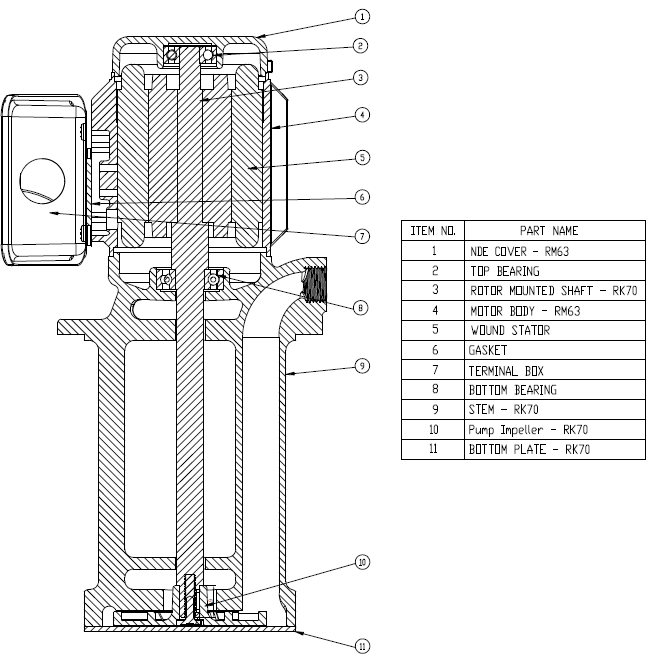 1
2
3
4
5
6
7
8
9
10
11
ITEM NO. PART NAME
1 NDE COVER - RM63
2 TOP BEARING
3 ROTOR MOUNTED SHAFT - RK70
4 MOTOR BODY - RM63
5 WOUND STATOR
6 GASKET
7 TERMINAL BOX
8 BOTTOM BEARING
9 STEM - RK70
10 Pump Impeller - RK70
11 BOTTOM PLATE - RK70